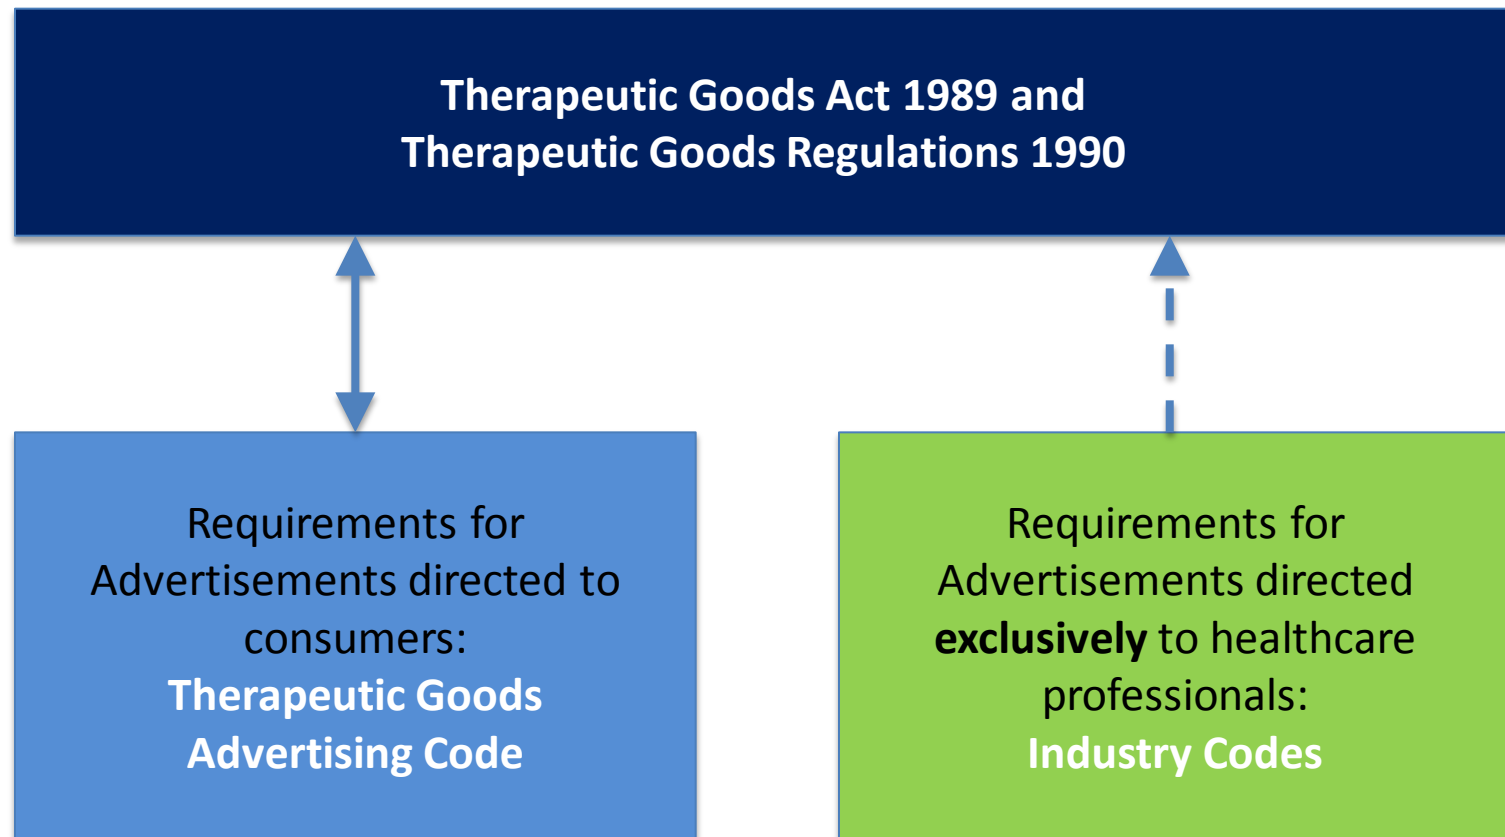 Therapeutic Goods Act 1989 and
Therapeutic Goods Regulations 1990
Requirements for
Advertisements directed to
consumers:
Therapeutic Goods
Advertising Code
Requirements for
Advertisements directed
exclusively to healthcare
professionals:
Industry Codes